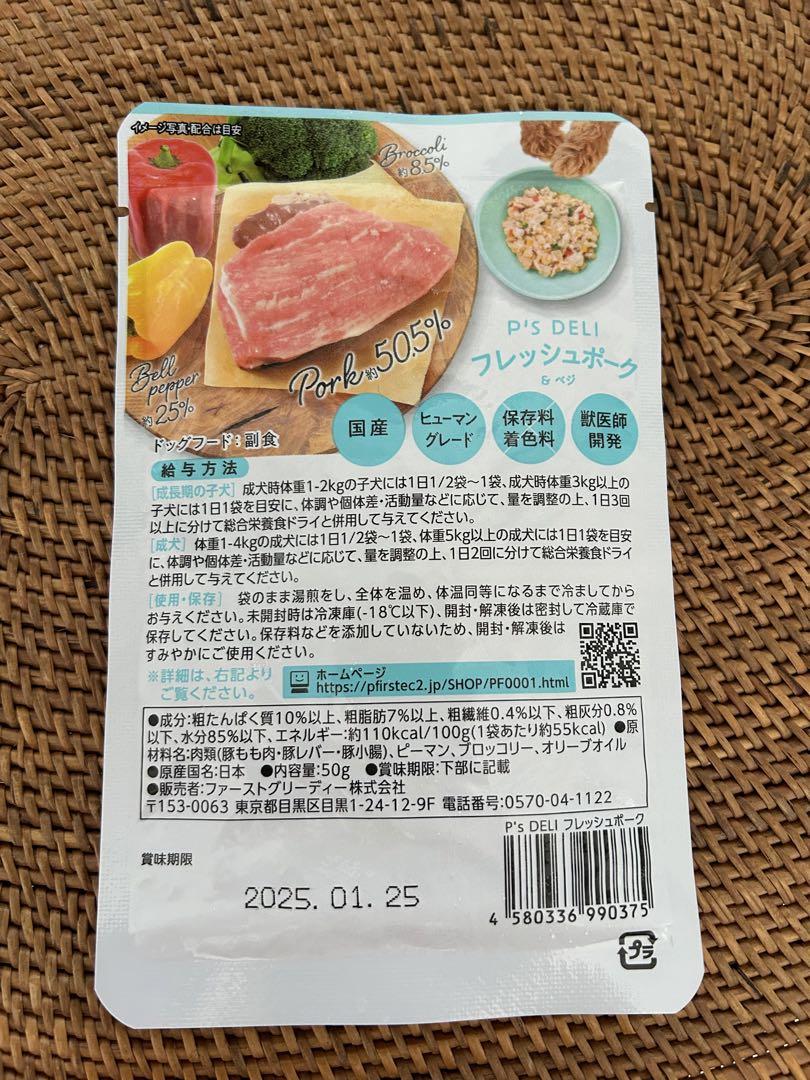 イメージ写真・配合は目安
Broccoli
約8.5%
Bell
pepper
約2.5%
Pork約50.5%
P'S DELI
フレッシュポーク
& ベジ
ドッグフード：副食
国産
ヒューマン
グレード
保存料
着色料
獣医師
開発
給与方法
[成長期の子犬] 成犬時体重1-2kgの子犬には1日1/2袋〜1袋、成犬時体重3kg以上の
子犬には1日1袋を目安に、体調や個体差・活動量などに応じて、量を調整の上、1日3回
以上に分けて総合栄養食ドライと併用して与えてください。
[成犬] 体重1-4kgの成犬には1日1/2袋〜1袋、体重5kg以上の成犬には1日1袋を目安
に、体調や個体差・活動量などに応じて、量を調整の上、1日2回に分けて総合栄養食ドライ
と併用して与えてください。
[使用・保存] 袋のまま湯煎をし、全体を温め、体温同等になるまで冷ましてから
お与えください。未開封時は冷凍庫(-18℃以下)、開封・解凍後は密封して冷蔵庫で
保存してください。保存料などを添加していないため、開封・解凍後は
すみやかにご使用ください。
※詳細は、右記より
ご覧ください。
ホームページ
https://pfirstec2.jp/SHOP/PF0001.html
●成分：粗たんぱく質10%以上、粗脂肪7%以上、粗繊維0.4%以下、粗灰分0.8%
以下、水分85%以下、エネルギー：約110kcal/100g(1袋あたり約55kcal) ●原
材料名：肉類(豚もも肉・豚レバー・豚小腸)、ピーマン、ブロッコリー、オリーブオイル
●原産国名：日本 ●内容量：50g ●賞味期限：下部に記載
●販売者：ファーストグリーディー株式会社
〒153-0063 東京都目黒区目黒1-24-12-9F 電話番号：0570-04-1122
P's DELI フレッシュポーク
賞味期限
2025. 01. 25
4 580336 990375
プラ